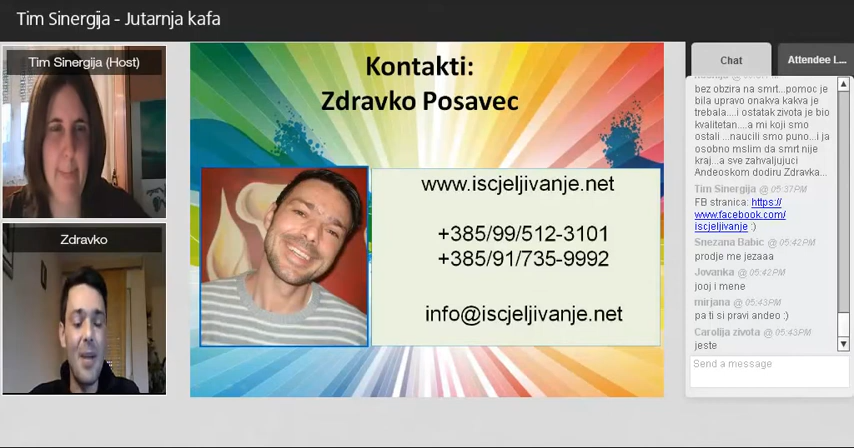 Tim Sinergija - Jutarnja kafa
Tim Sinergija (Host)
Zdravko
Kontakti:
Zdravko Posavec
www.iscjeljivanje.net
+385/99/512-3101
+385/91/735-9992
info@iscjeljivanje.net
Chat
Attendee L...
bez obzira na smrt...pomoc je
bila upravo onakva kakva je
trebala....i ostatak zivota je bio
kvalitetan....a mi koji smo
ostali ...naucili smo puno...i ja
osobno mslim da smrt nije
kraj...a sve zahvaljujuci
Andeoskom dodiru Zdravka...
Tim Sinergija @ 05:37PM
FB stranica: https://
www.facebook.com/
iscjeljivanje :)
Snezana Babic @ 05:42PM
prodje me jezaaa
Jovanka @ 05:42PM
jooj i mene
mirjana @ 05:43PM
pa ti si pravi andeo :)
Carolija zivota @ 05:43PM
jeste
Send a message